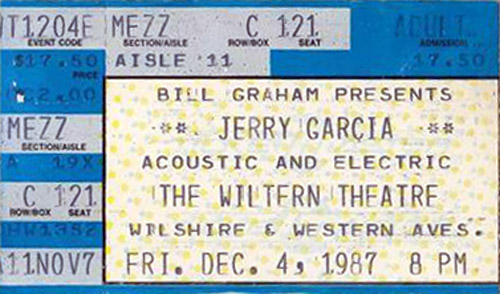 T1204E MEZZ C 121 ADULT
EVENT CODE SECTION/AISLE ROW/BOX SEAT ADMISSION
$17.50 AISLE 11 17.50
PRICE
2.00
BILL GRAHAM PRESENTS
MEZZ ** JERRY GARCIA **
SECTION/AISLE
A 19X ACOUSTIC AND ELECTRIC
C 121 THE WILTERN THEATRE
ROW/BOX SEAT
WILSHIRE & WESTERN AVES.
A11NOV7 FRI. DEC. 4, 1987 8 PM.